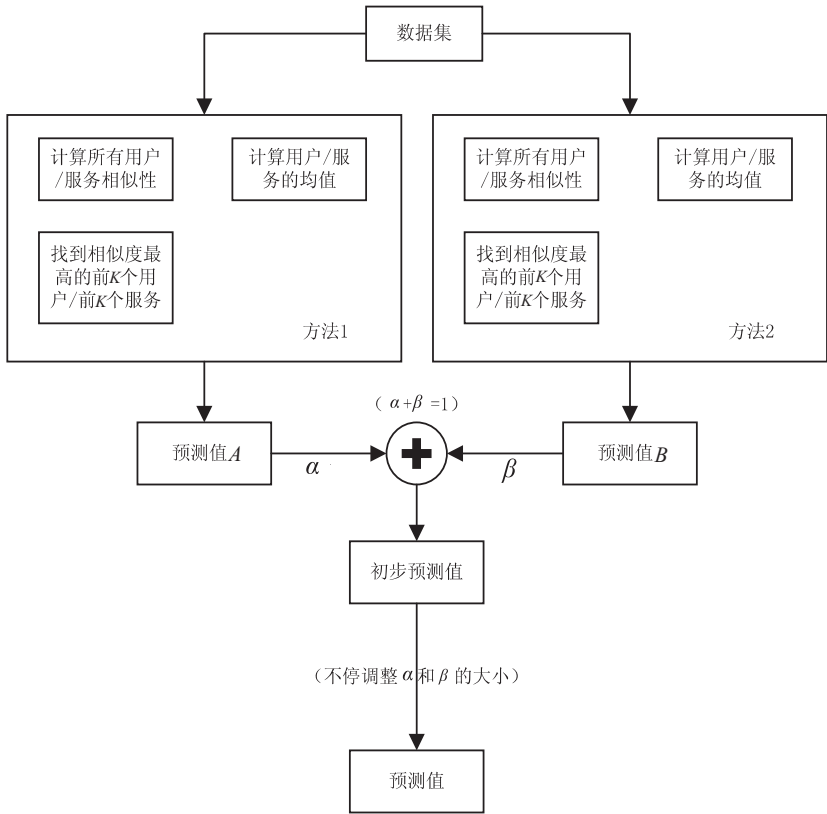 数据集
计算所有用户
/服务相似性
计算用户/服
务的均值
找到相似度最
高的前K个用
户/前K个服务
方法1
计算所有用户
/服务相似性
计算用户/服
务的均值
找到相似度最
高的前K个用
户/前K个服务
方法2
（α+β=1）
预测值A
α
β
预测值B
初步预测值
（不停调整α和β的大小）
预测值